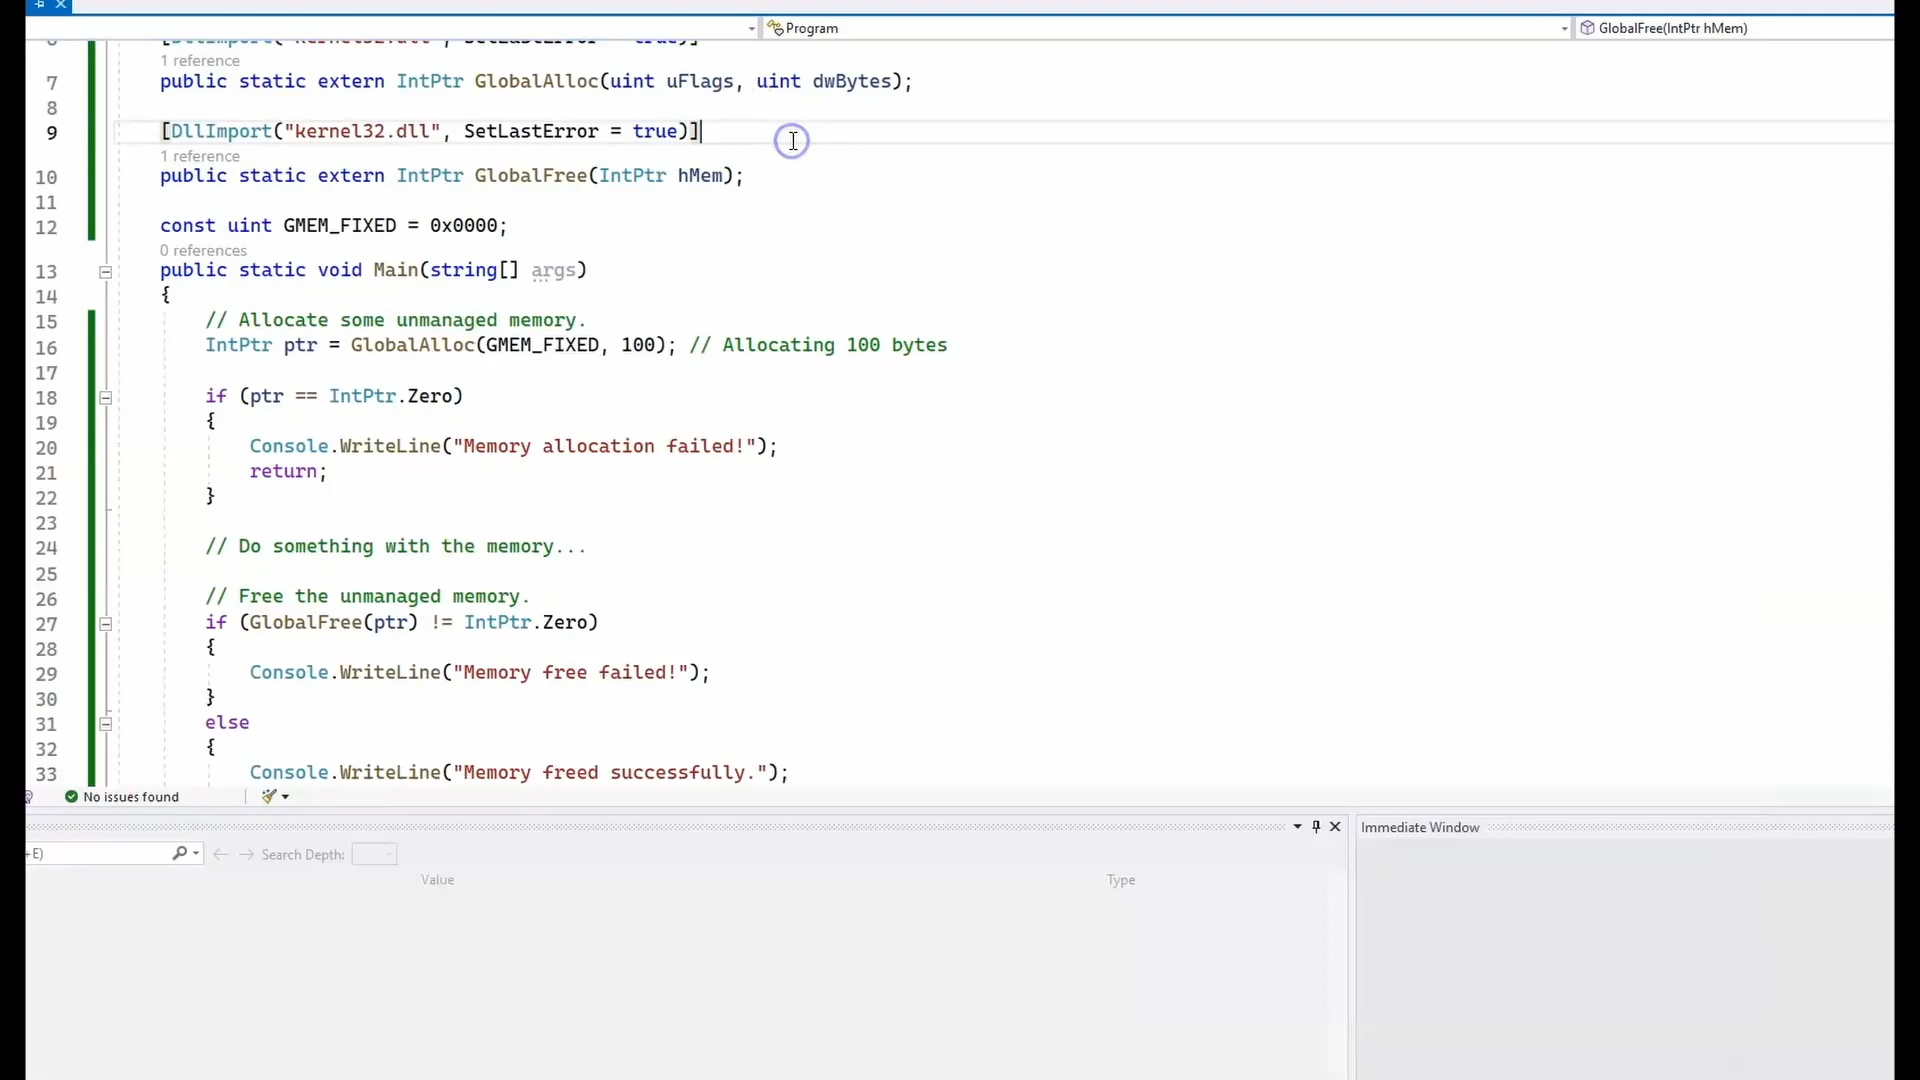 Program
GlobalFree(IntPtr hMem)
6 [DllImport("kernel32.dll", SetLastError = true)]
1 reference
7 public static extern IntPtr GlobalAlloc(uint uFlags, uint dwBytes);
8
9 [DllImport("kernel32.dll", SetLastError = true)]
1 reference
10 public static extern IntPtr GlobalFree(IntPtr hMem);
11
12 const uint GMEM_FIXED = 0x0000;
0 references
13 public static void Main(string[] args)
14 {
15 // Allocate some unmanaged memory.
16 IntPtr ptr = GlobalAlloc(GMEM_FIXED, 100); // Allocating 100 bytes
17
18 if (ptr == IntPtr.Zero)
19 {
20 Console.WriteLine("Memory allocation failed!");
21 return;
22 }
23
24 // Do something with the memory...
25
26 // Free the unmanaged memory.
27 if (GlobalFree(ptr) != IntPtr.Zero)
28 {
29 Console.WriteLine("Memory free failed!");
30 }
31 else
32 {
33 Console.WriteLine("Memory freed successfully.");
No issues found
Immediate Window
+E)
Search Depth:
Value
Type